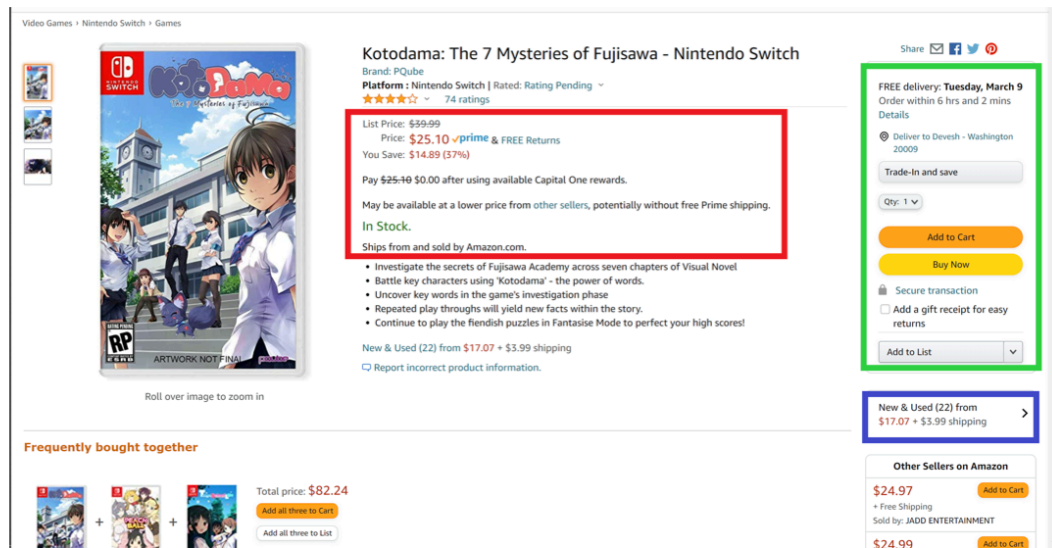 Video Games › Nintendo Switch › Games
Kotodama: The 7 Mysteries of Fujisawa - Nintendo Switch
Brand: PQube
Platform : Nintendo Switch | Rated: Rating Pending
74 ratings
List Price: $39.99
Price: $25.10 prime & FREE Returns
You Save: $14.89 (37%)
Pay $25.10 $0.00 after using available Capital One rewards.
May be available at a lower price from other sellers, potentially without free Prime shipping.
In Stock.
Ships from and sold by Amazon.com.
• Investigate the secrets of Fujisawa Academy across seven chapters of Visual Novel
• Battle key characters using 'Kotodama' - the power of words.
• Uncover key words in the game's investigation phase
• Repeated play throughs will yield new facts within the story.
• Continue to play the fiendish puzzles in Fantasise Mode to perfect your high scores!
New & Used (22) from $17.07 + $3.99 shipping
Report incorrect product information.
NINTENDO
SWITCH
KotoDama
The 7 Mysteries of Fujisawa
RATING PENDING
RP
ESRB
ARTWORK NOT FINAL
PQUBE
Roll over image to zoom in
Share
FREE delivery: Tuesday, March 9
Order within 6 hrs and 2 mins
Details
Deliver to Devesh - Washington
20009
Trade-In and save
Qty: 1
Add to Cart
Buy Now
Secure transaction
Add a gift receipt for easy
returns
Add to List
New & Used (22) from
$17.07 + $3.99 shipping
Other Sellers on Amazon
$24.97
Add to Cart
+ Free Shipping
Sold by: JADD ENTERTAINMENT
$24.99
Add to Cart
Frequently bought together
PEACH
BALL
+
+
Total price: $82.24
Add all three to Cart
Add all three to List